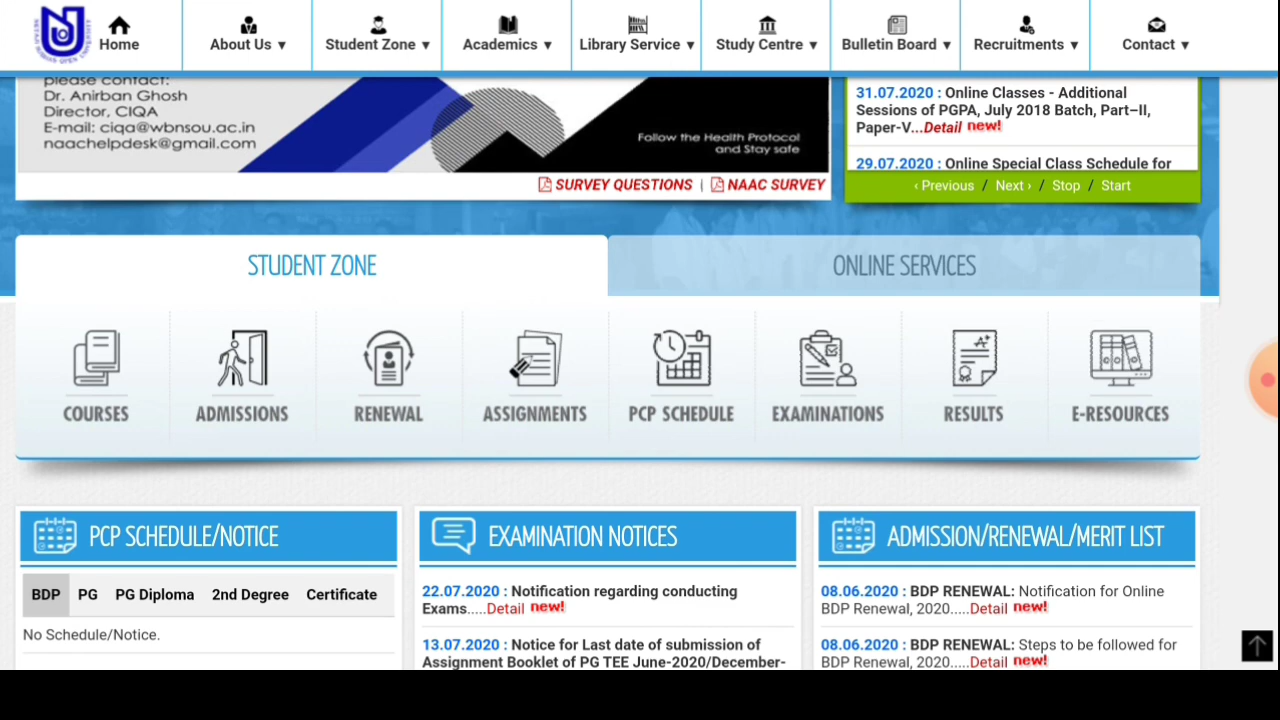 Home
About Us ▼
Student Zone ▼
Academics ▼
Library Service ▼
Study Centre ▼
Bulletin Board ▼
Recruitments ▼
Contact ▼
please contact:
Dr. Anirban Ghosh
Director, CIQA
E-mail: ciqa@wbnsou.ac.in
naachelpdesk@gmail.com
Follow the Health Protocol
and Stay safe
SURVEY QUESTIONS | NAAC SURVEY
31.07.2020 : Online Classes - Additional
Sessions of PGPA, July 2018 Batch, Part–II,
Paper-V...Detail new!
29.07.2020 : Online Special Class Schedule for
‹ Previous / Next › / Stop / Start
STUDENT ZONE
ONLINE SERVICES
COURSES
ADMISSIONS
RENEWAL
ASSIGNMENTS
PCP SCHEDULE
EXAMINATIONS
RESULTS
E-RESOURCES
PCP SCHEDULE/NOTICE
BDP PG PG Diploma 2nd Degree Certificate
No Schedule/Notice.
EXAMINATION NOTICES
22.07.2020 : Notification regarding conducting
Exams.....Detail new!
13.07.2020 : Notice for Last date of submission of
Assignment Booklet of PG TEE June-2020/December-
ADMISSION/RENEWAL/MERIT LIST
08.06.2020 : BDP RENEWAL: Notification for Online
BDP Renewal, 2020.....Detail new!
08.06.2020 : BDP RENEWAL: Steps to be followed for
BDP Renewal, 2020.....Detail new!